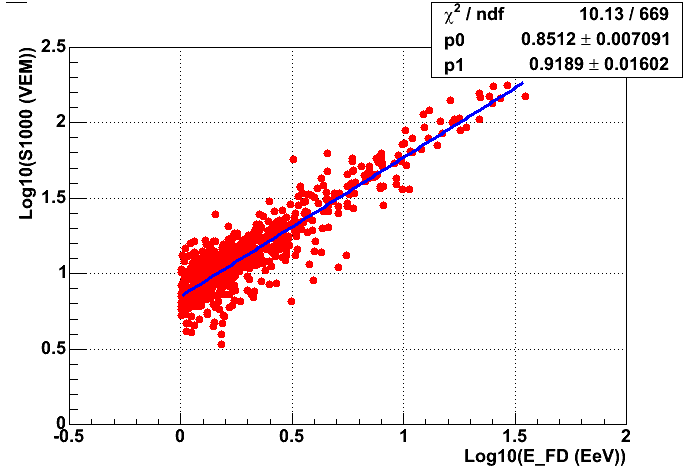 χ² / ndf 10.13 / 669
p0 0.8512 ± 0.007091
p1 0.9189 ± 0.01602
Log10(S1000 (VEM))
2.5
2
1.5
1
0.5
0
-0.5 0 0.5 1 1.5 2
Log10(E_FD (EeV))